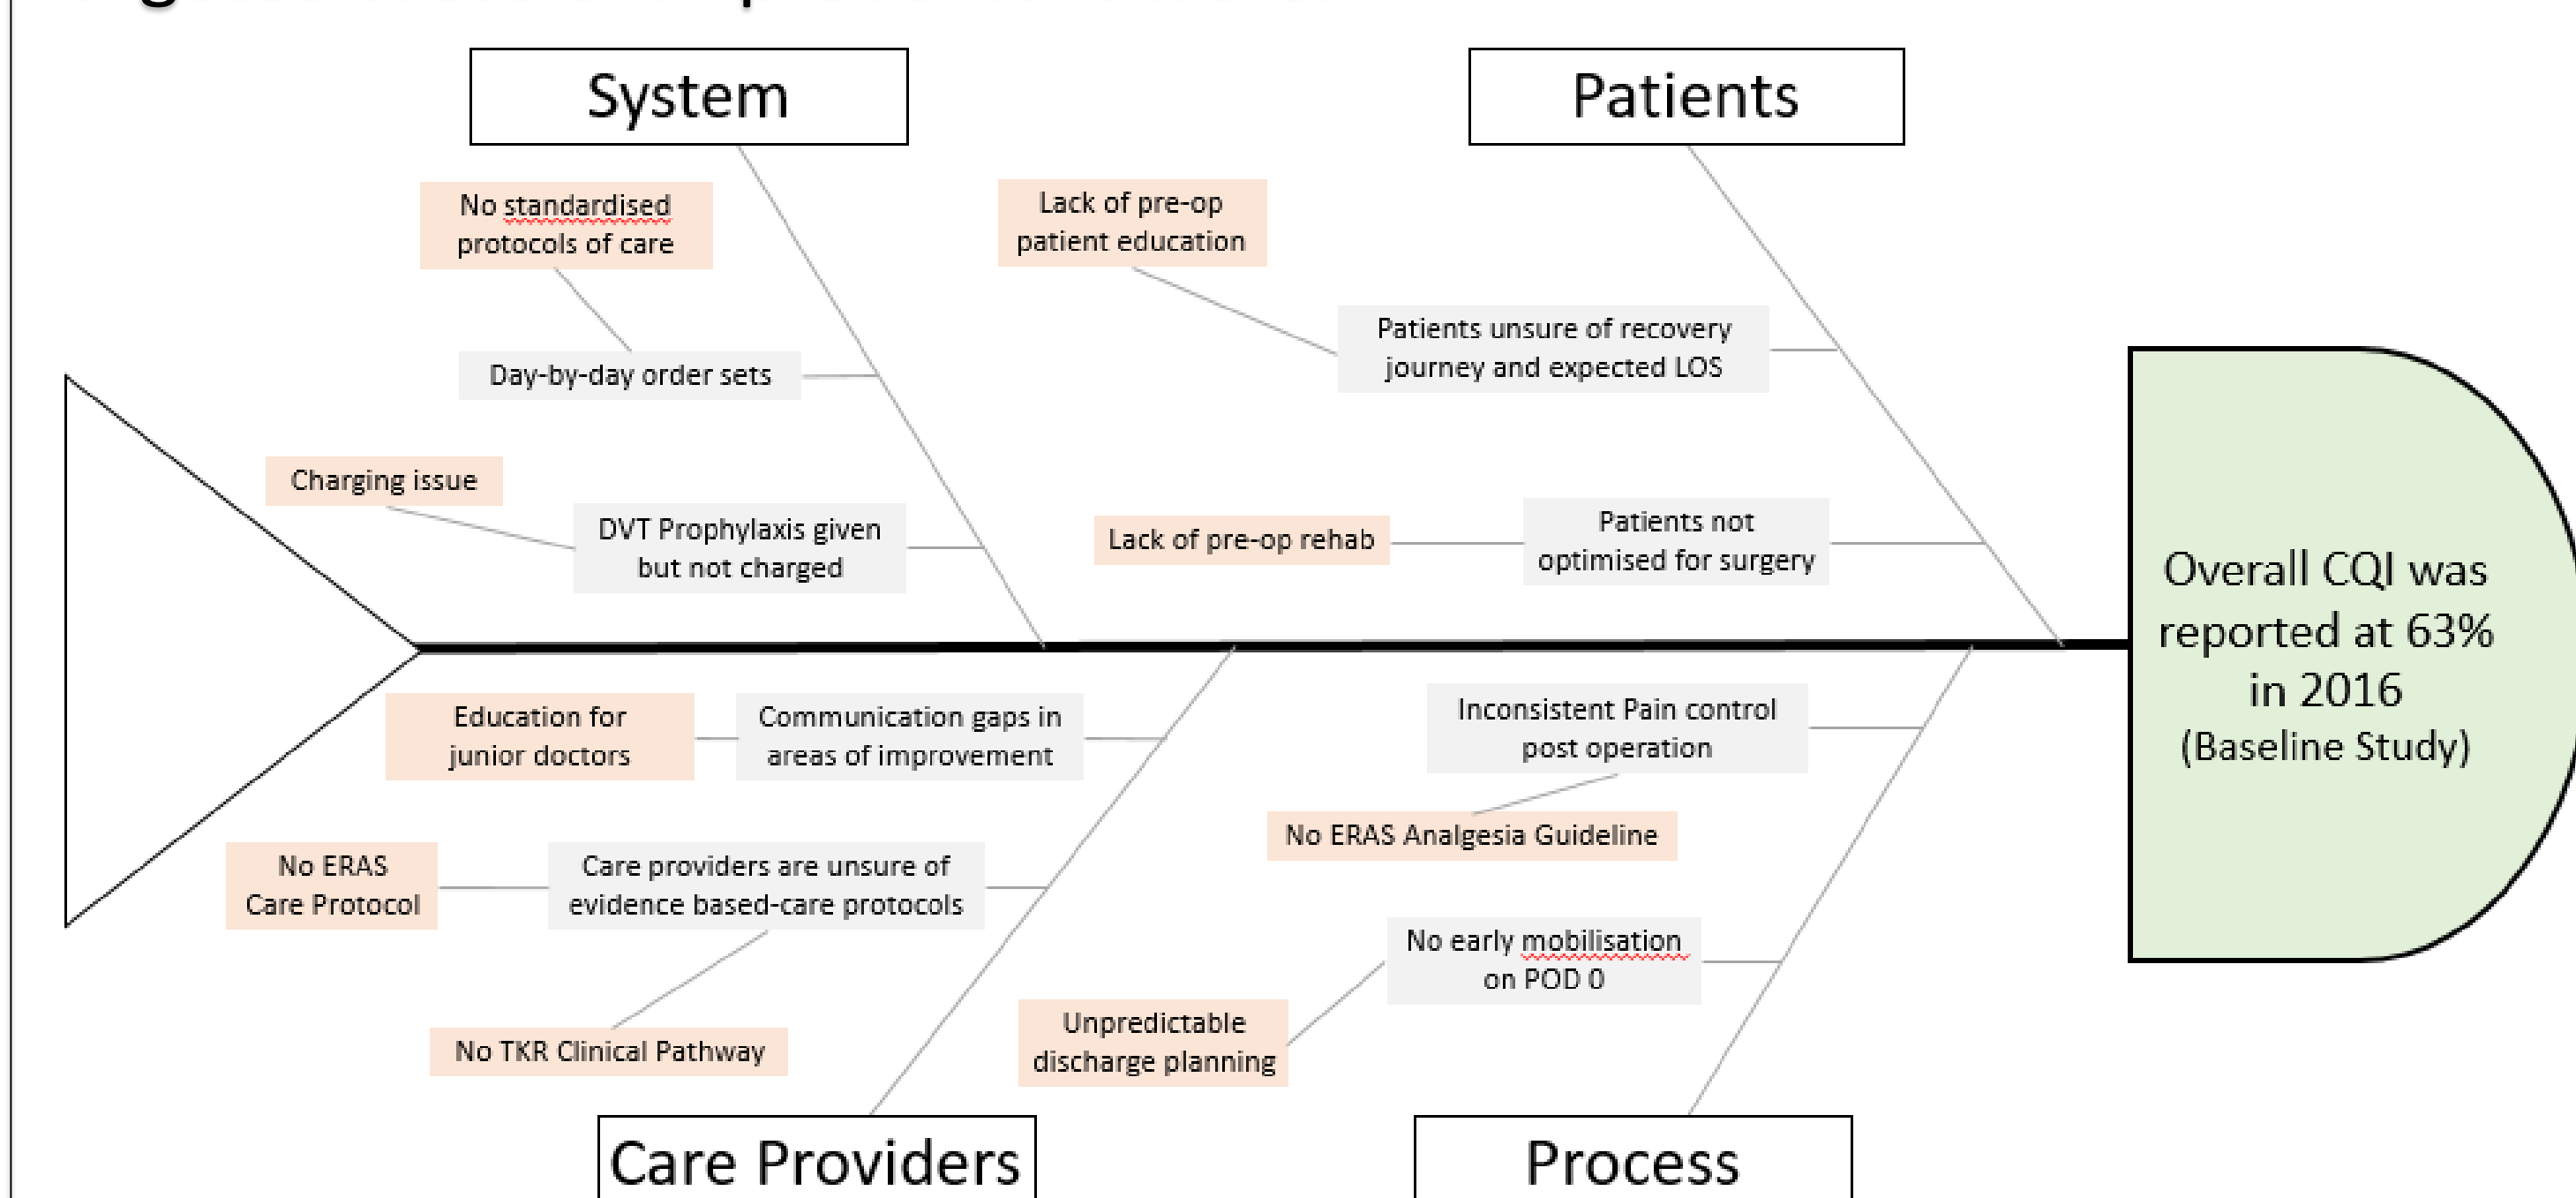 System
Patients
No standardised
protocols of care
Lack of pre-op
patient education
Patients unsure of recovery
journey and expected LOS
Day-by-day order sets
Charging issue
DVT Prophylaxis given
but not charged
Lack of pre-op rehab
Patients not
optimised for surgery
Overall CQI was
reported at 63%
in 2016
(Baseline Study)
Education for
junior doctors
Communication gaps in
areas of improvement
Inconsistent Pain control
post operation
No ERAS Analgesia Guideline
No ERAS
Care Protocol
Care providers are unsure of
evidence based-care protocols
No early mobilisation
on POD 0
Unpredictable
discharge planning
No TKR Clinical Pathway
Care Providers
Process